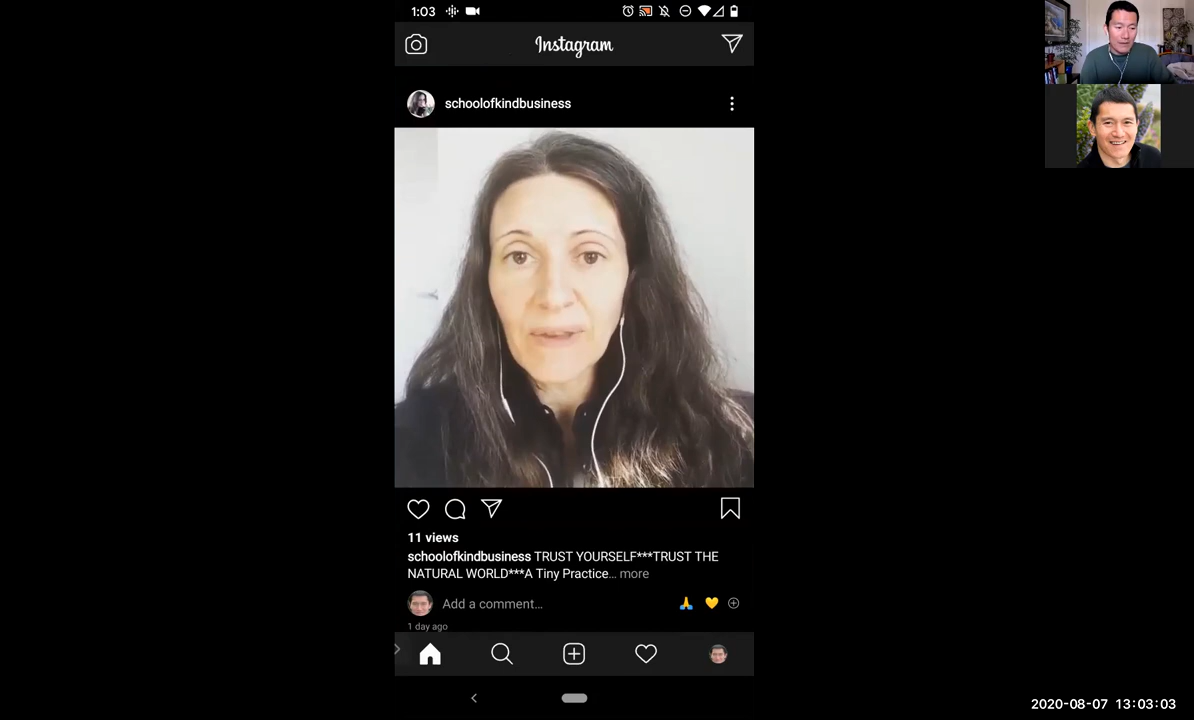 1:03
Instagram
schoolofkindbusiness
11 views
schoolofkindbusiness TRUST YOURSELF***TRUST THE
NATURAL WORLD***A Tiny Practice... more
Add a comment...
1 day ago
2020-08-07 13:03:03